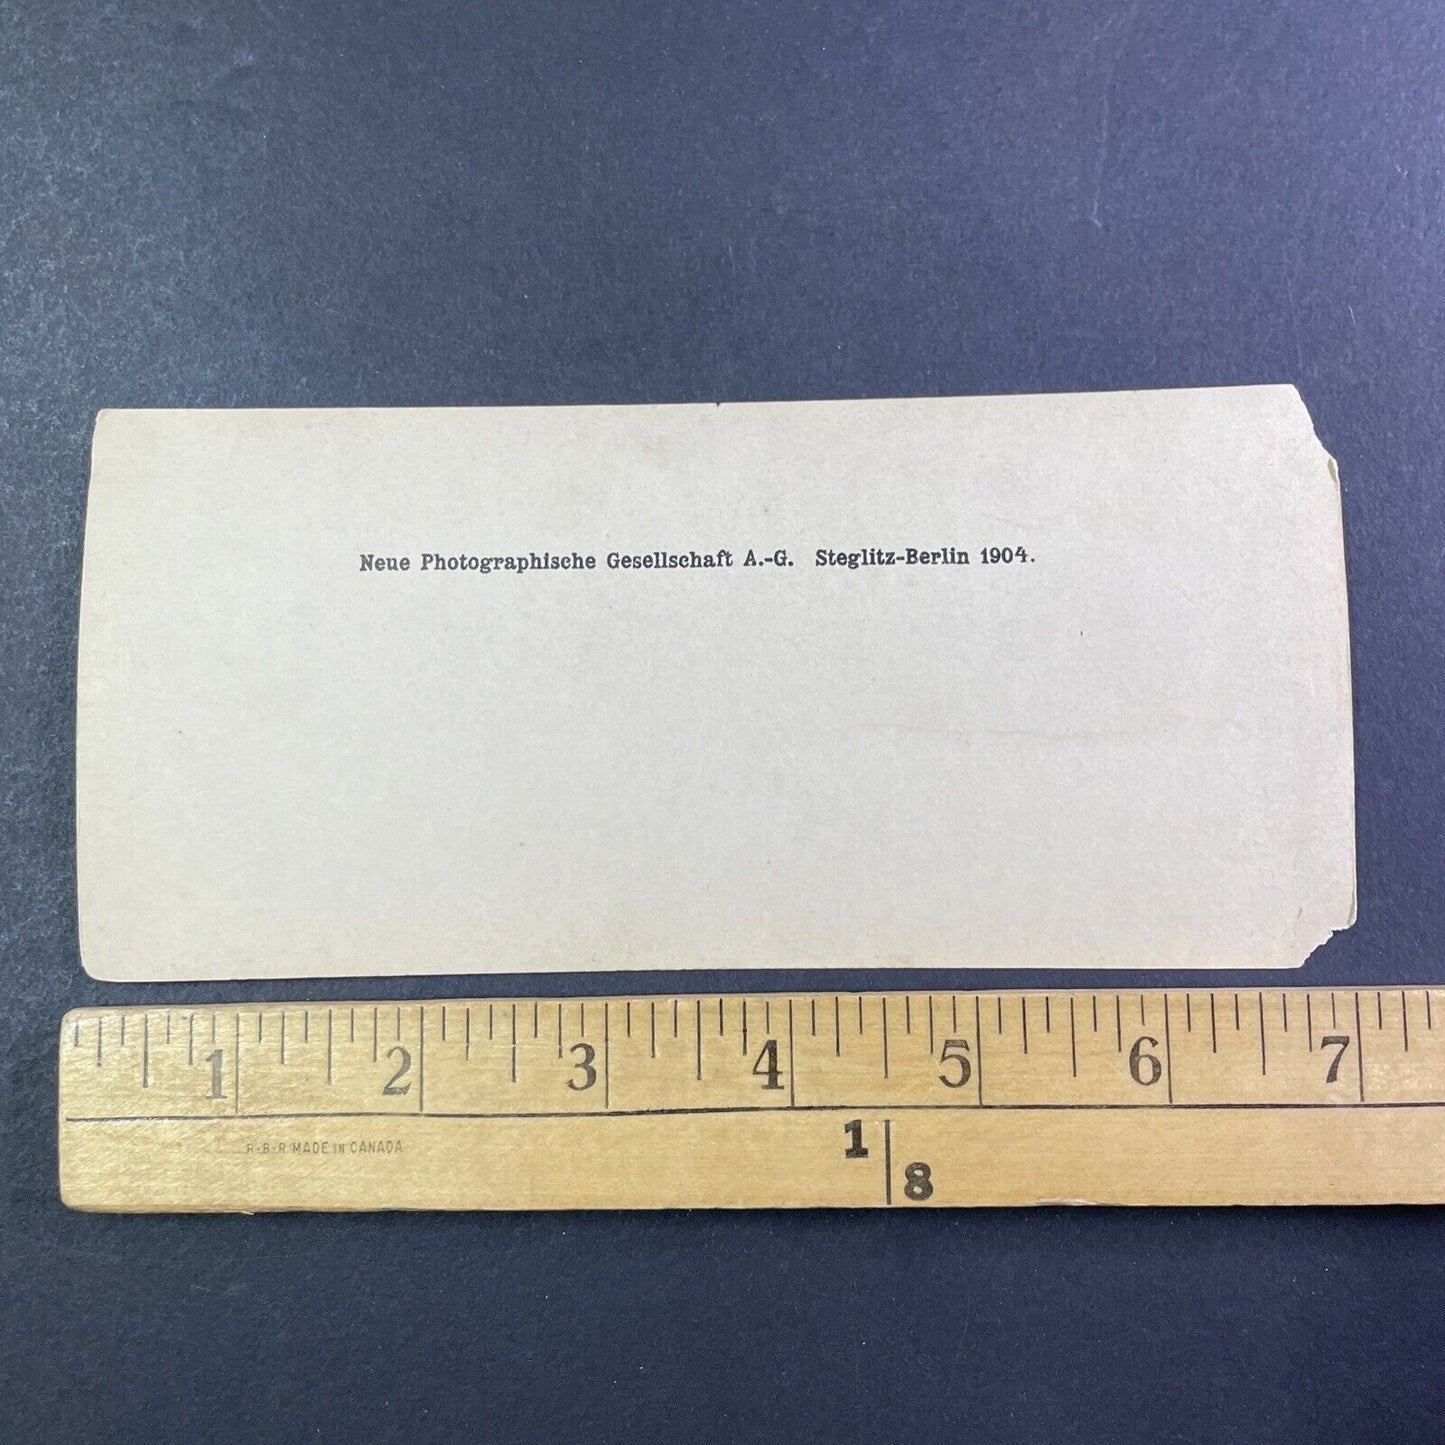 Neue Photographische Gesellschaft A.-G. Steglitz-Berlin 1904.
1 2 3 4 5 6 7
R-B-R MADE IN CANADA
1
8